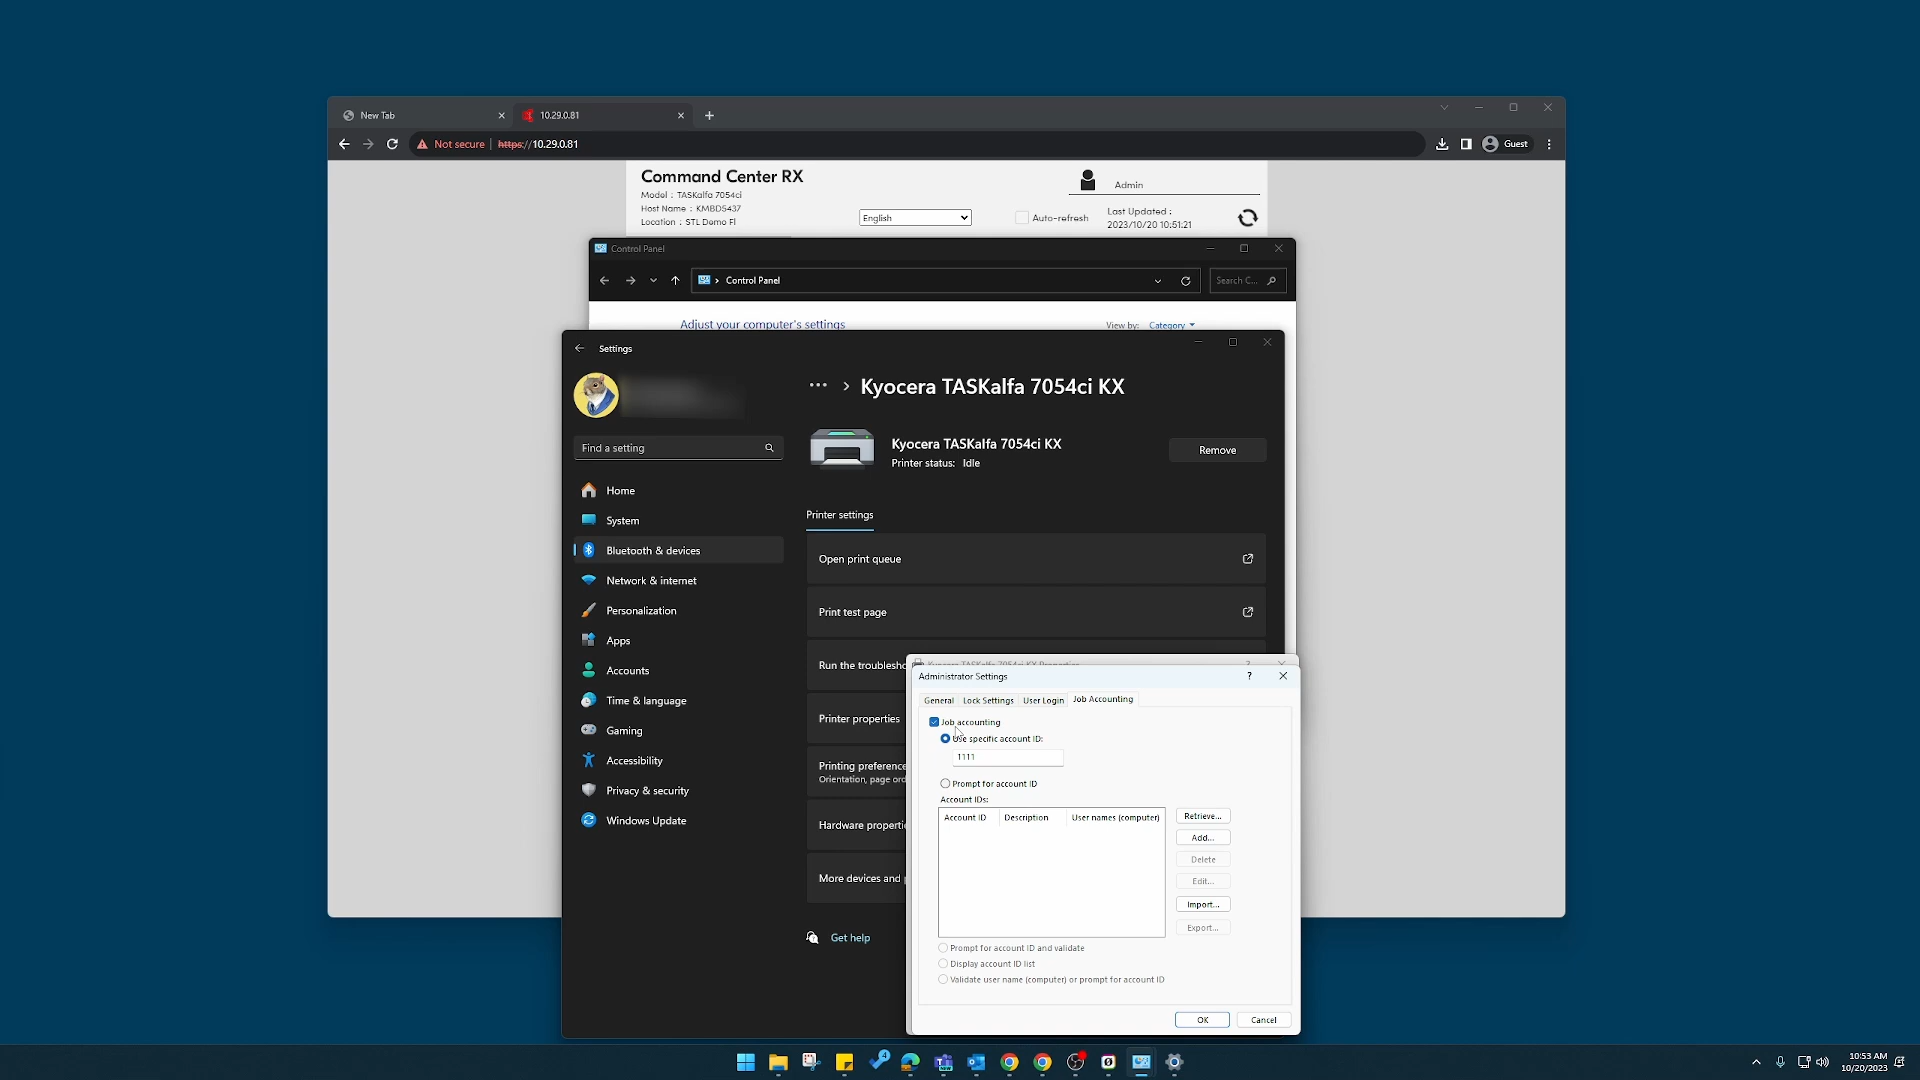 New Tab
10.29.0.81
Not secure
https://10.29.0.81
Guest
Command Center RX
Model : TASKalfa 7054ci
Host Name : KMBD5437
Location : STL Demo Fl
English
Auto-refresh
Admin
Last Updated :
2023/10/20 10:51:21
Control Panel
Control Panel
Search C...
Adjust your computer's settings
View by: Category
Settings
Find a setting
Home
System
Bluetooth & devices
Network & internet
Personalization
Apps
Accounts
Time & language
Gaming
Accessibility
Privacy & security
Windows Update
Kyocera TASKalfa 7054ci KX
Kyocera TASKalfa 7054ci KX
Printer status: Idle
Remove
Printer settings
Open print queue
Print test page
Run the troublesho
Printer properties
Printing preference
Orientation, page ord
Hardware properti
More devices and p
Get help
Kyocera TASKalfa 7054ci KX Properties
Administrator Settings
General
Lock Settings
User Login
Job Accounting
Job accounting
Use specific account ID:
1111
Prompt for account ID
Account IDs:
Account ID
Description
User names (computer)
Retrieve...
Add...
Delete
Edit...
Import...
Export...
Prompt for account ID and validate
Display account ID list
Validate user name (computer) or prompt for account ID
OK
Cancel
4
10:53 AM
10/20/2023